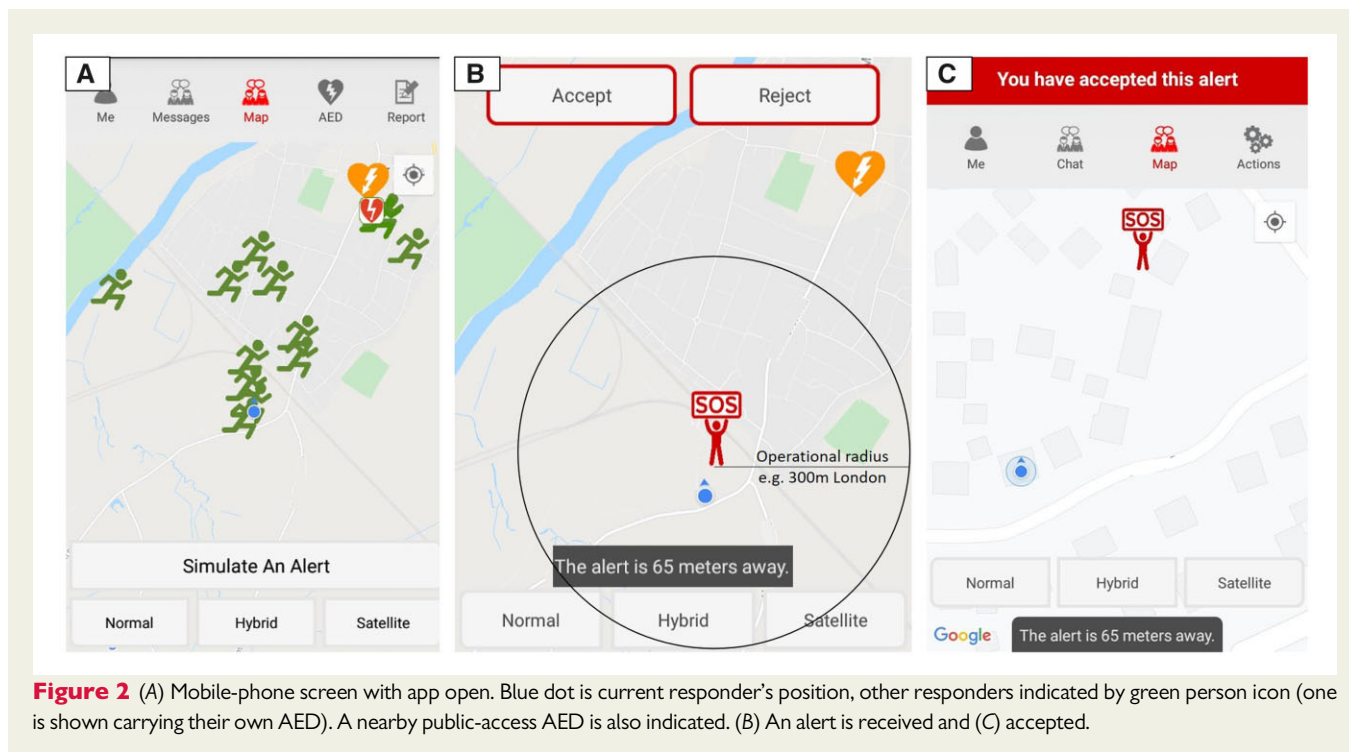 A
Me
Messages
Map
AED
Report
Simulate An Alert
Normal
Hybrid
Satellite
B
Accept
Reject
SOS
Operational radius
e.g. 300m London
The alert is 65 meters away.
Normal
Hybrid
Satellite
C
You have accepted this alert
Me
Chat
Map
Actions
SOS
Normal
Hybrid
Satellite
Google
The alert is 65 meters away.
Figure 2 (A) Mobile-phone screen with app open. Blue dot is current responder's position, other responders indicated by green person icon (one
is shown carrying their own AED). A nearby public-access AED is also indicated. (B) An alert is received and (C) accepted.